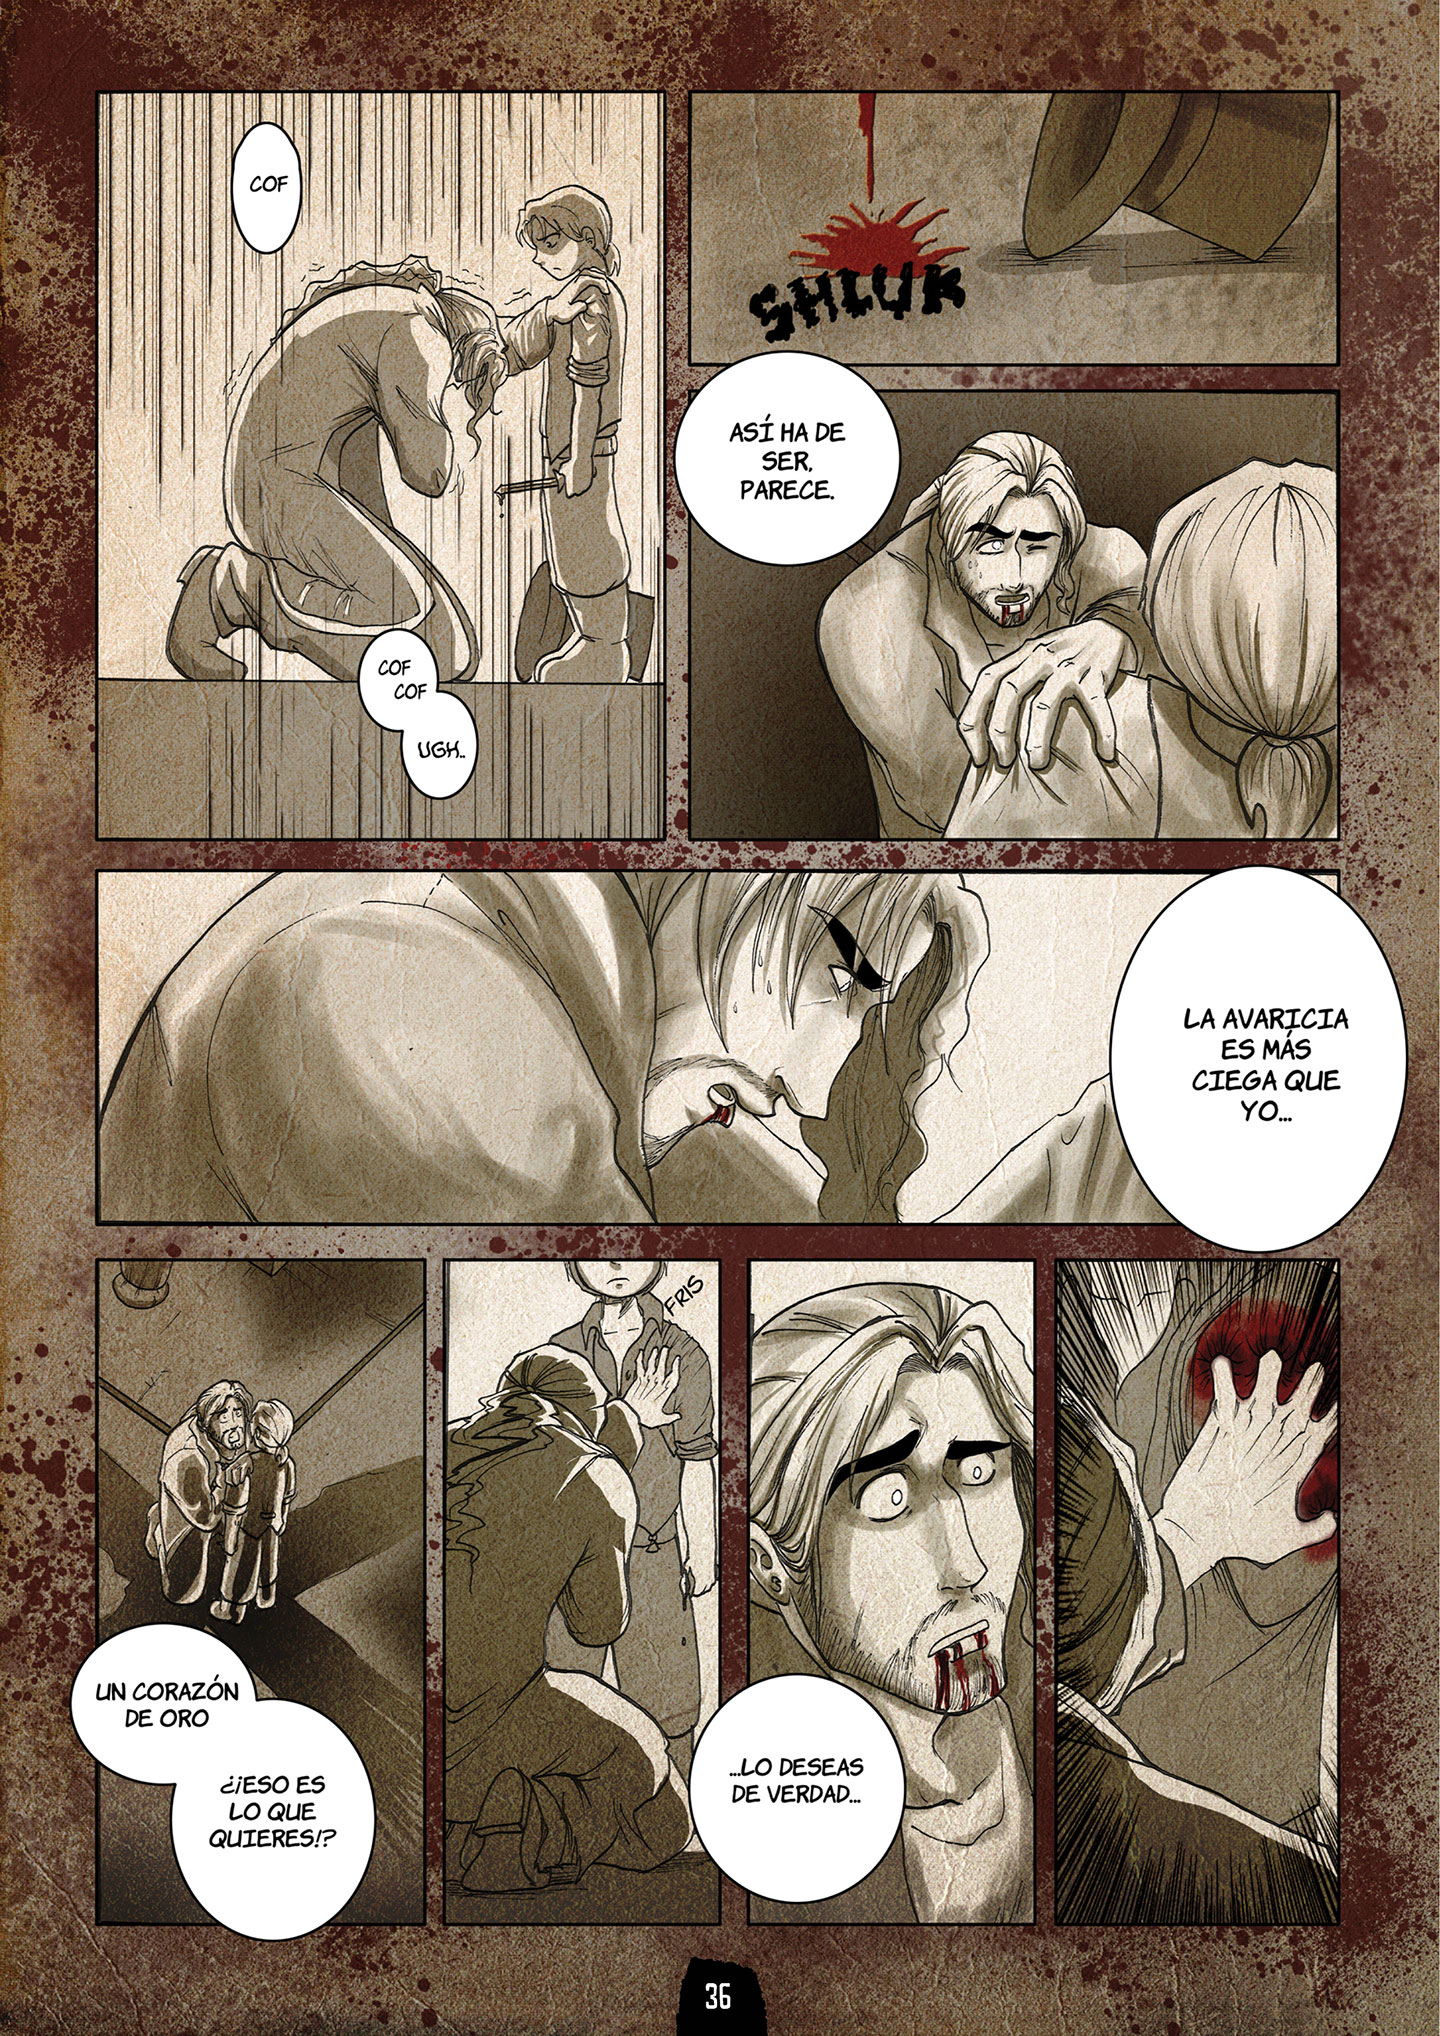 COF
COF
COF
UGH..
SHLUK
ASÍ HA DE
SER,
PARECE.
LA AVARICIA
ES MÁS
CIEGA QUE
YO...
UN CORAZÓN
DE ORO
¿¡ESO ES
LO QUE
QUIERES!?
FRIS
...LO DESEAS
DE VERDAD...
36